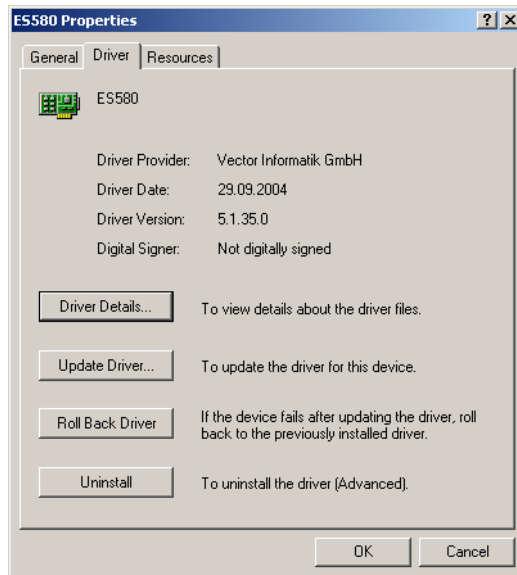 ES580 Properties
General Driver Resources
ES580
Driver Provider: Vector Informatik GmbH
Driver Date: 29.09.2004
Driver Version: 5.1.35.0
Digital Signer: Not digitally signed
Driver Details... To view details about the driver files.
Update Driver... To update the driver for this device.
Roll Back Driver If the device fails after updating the driver, roll
back to the previously installed driver.
Uninstall To uninstall the driver (Advanced).
OK Cancel